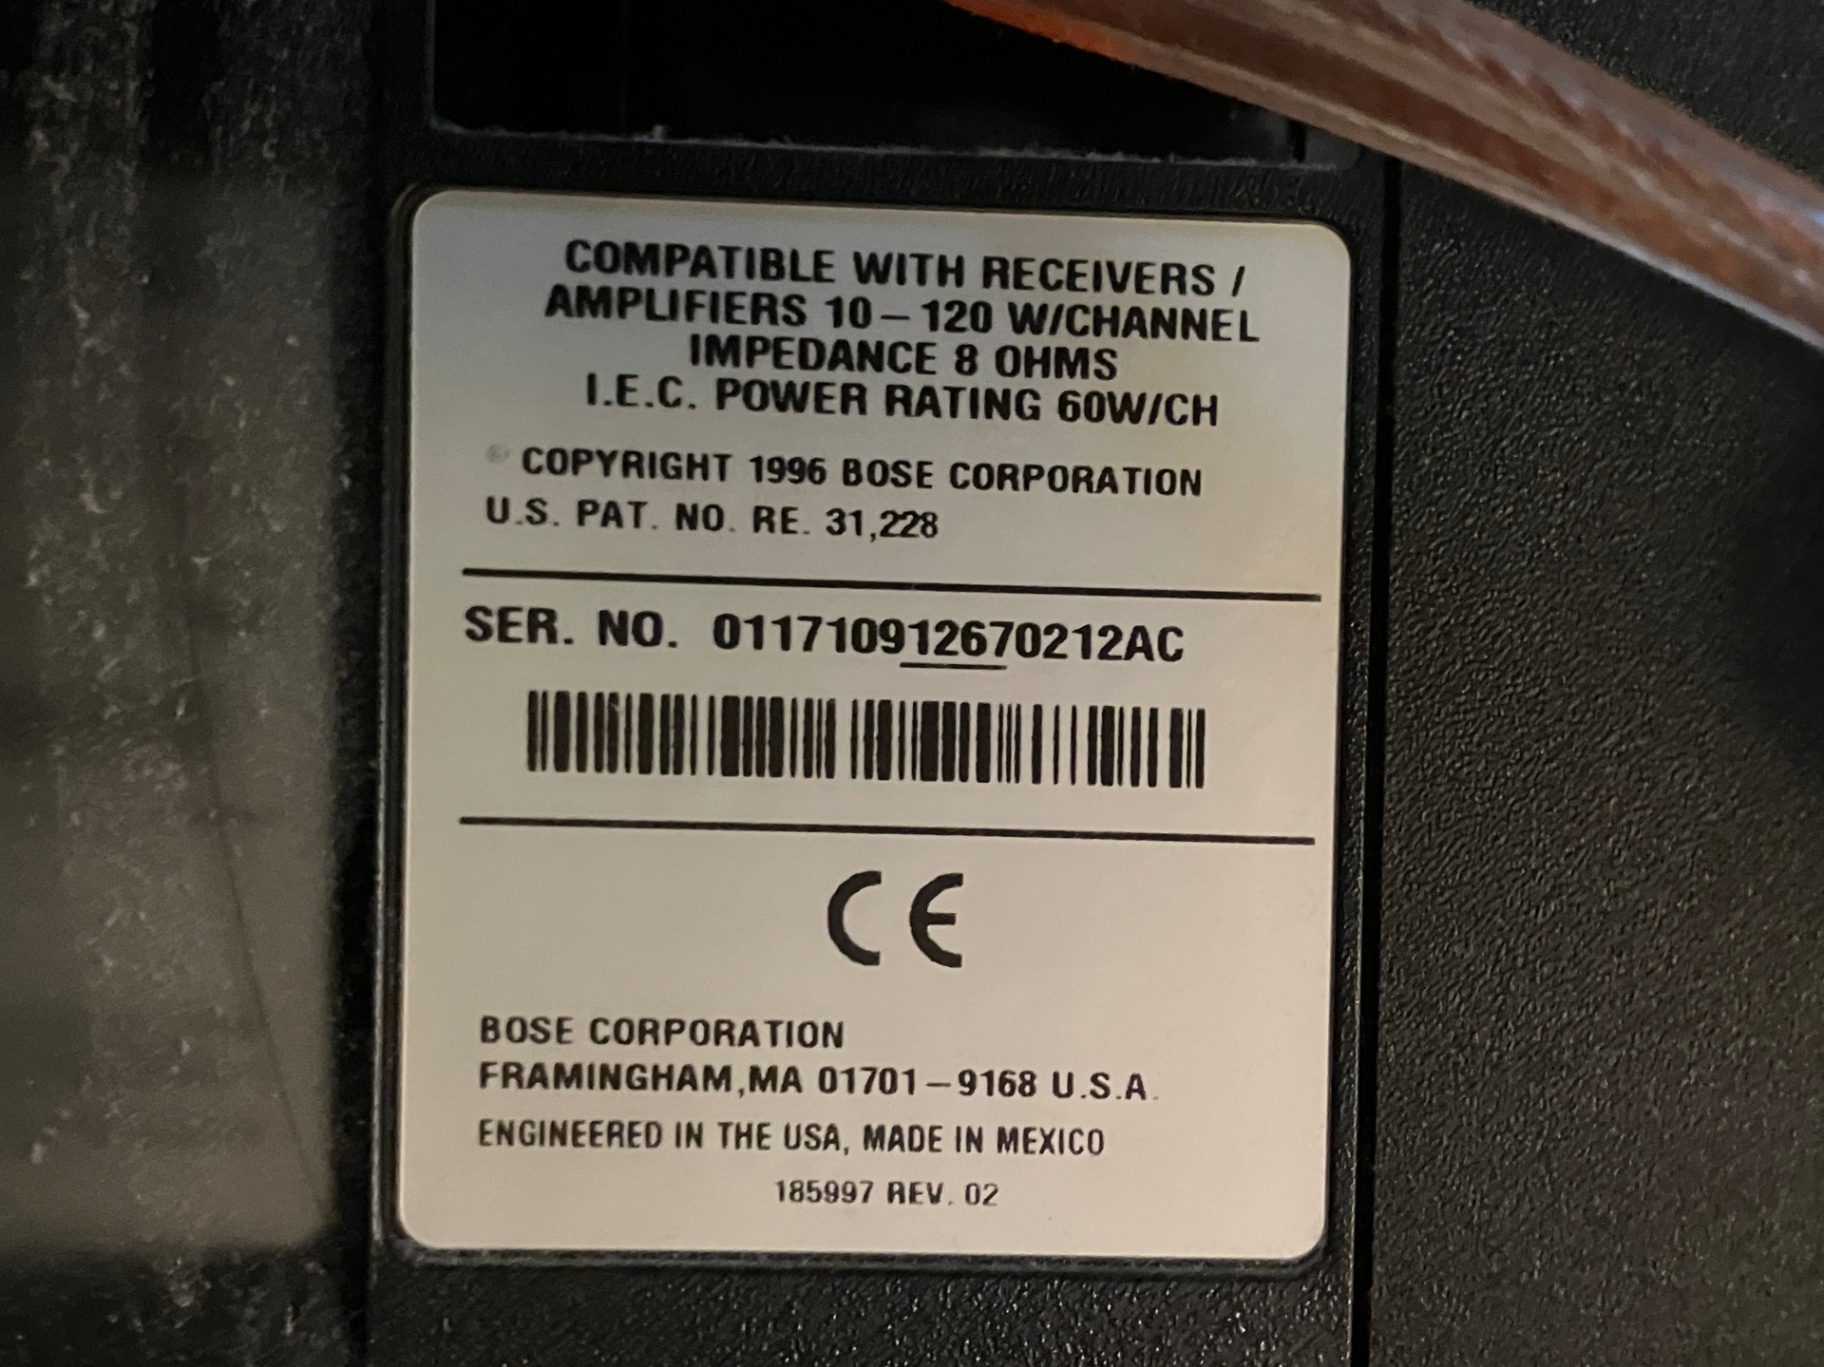 COMPATIBLE WITH RECEIVERS /
AMPLIFIERS 10–120 W/CHANNEL
IMPEDANCE 8 OHMS
I.E.C. POWER RATING 60W/CH
© COPYRIGHT 1996 BOSE CORPORATION
U.S. PAT. NO. RE. 31,228
SER. NO. 011710912670212AC
CE
BOSE CORPORATION
FRAMINGHAM,MA 01701–9168 U.S.A.
ENGINEERED IN THE USA, MADE IN MEXICO
185997 REV. 02